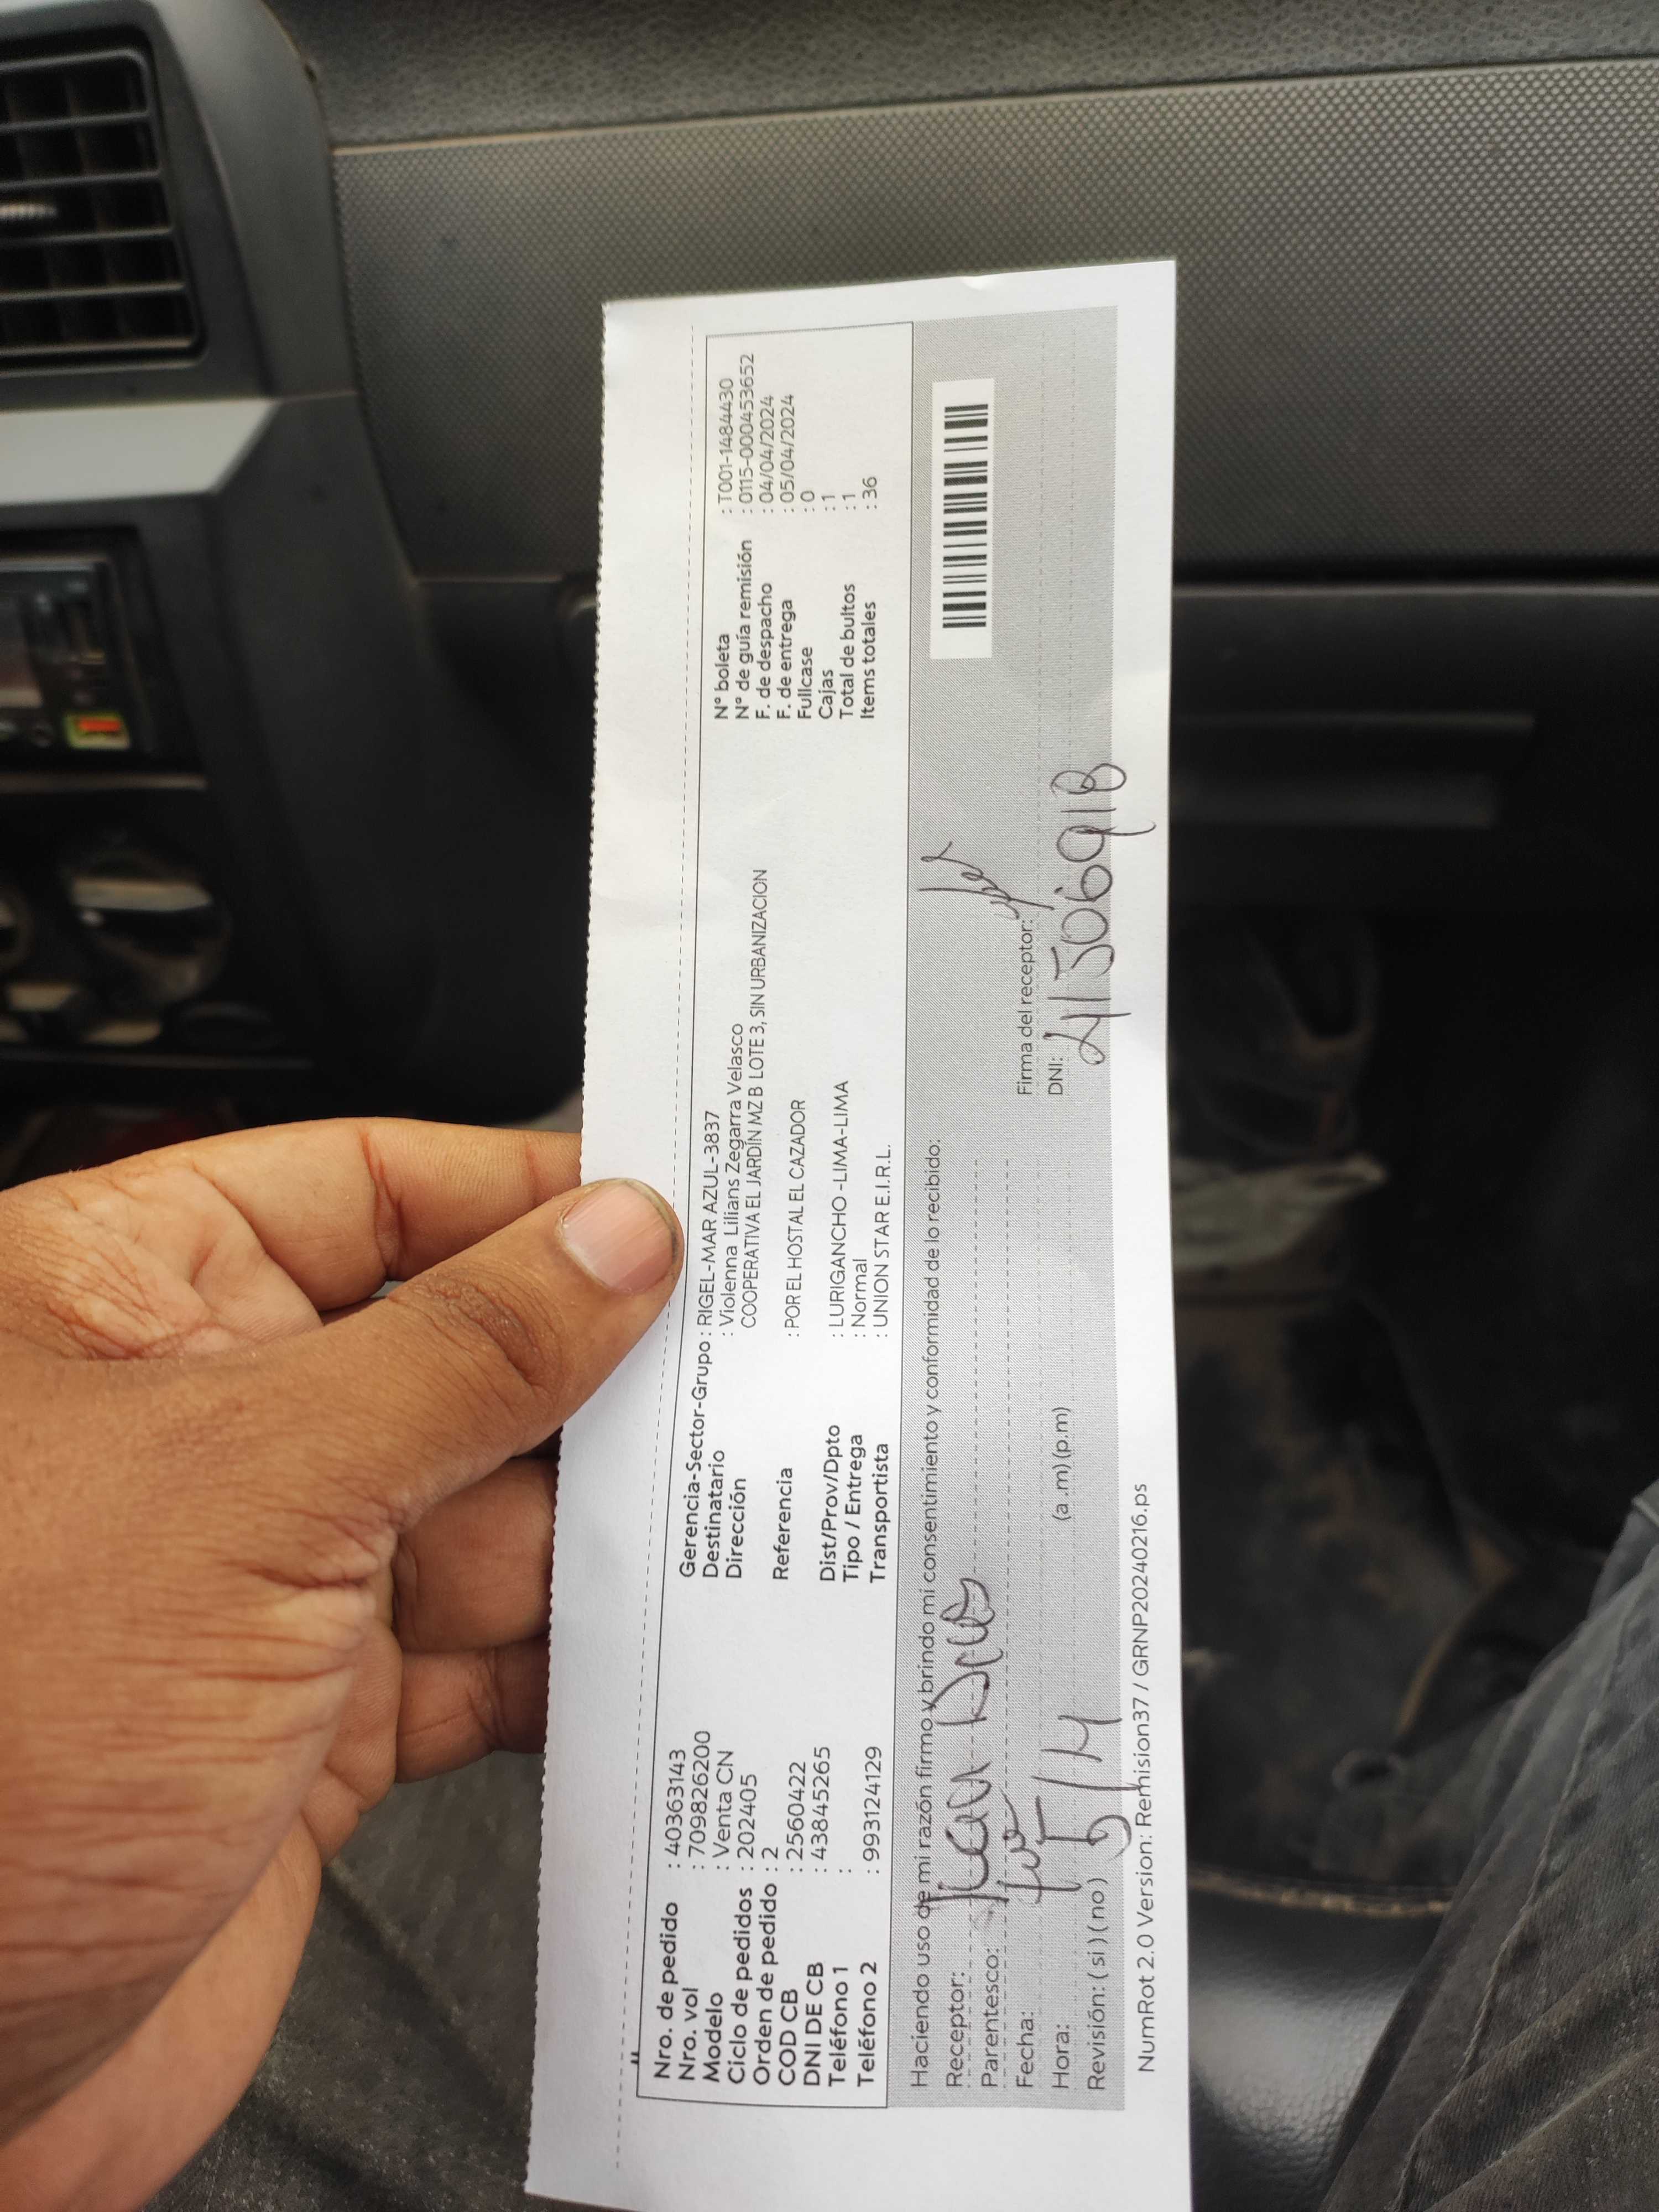 Nro. de pedido : 40363143
Nro. vol : 709826200
Modelo : Venta CN
Ciclo de pedidos : 202405
Orden de pedido : 2
COD CB : 2560422
DNI DE CB : 43845265
Teléfono 1 :
Teléfono 2 : 993124129
Gerencia-Sector-Grupo : RIGEL-MAR AZUL-3837
Destinatario : Violenna Lilians Zegarra Velasco
Dirección COOPERATIVA EL JARDÍN MZ B LOTE 3, SIN URBANIZACION
Referencia : POR EL HOSTAL EL CAZADOR
Dist/Prov/Dpto : LURIGANCHO -LIMA-LIMA
Tipo / Entrega : Normal
Transportista : UNION STAR E.I.R.L.
N° boleta : T001-1484430
N° de guía remisión : 0115-000453652
F. de despacho : 04/04/2024
F. de entrega : 05/04/2024
Fullcase : 0
Cajas : 1
Total de bultos : 1
Items totales : 36
Haciendo uso de mi razón firmo y brindo mi consentimiento y conformidad de lo recibido:
Receptor:
Parentesco:
Fecha:
Hora: 5/4 (a .m) (p.m)
Revisión: ( si ) ( no )
Firma del receptor:
DNI: 41506918
NumRot 2.0 Version: Remision37 / GRNP20240216.ps